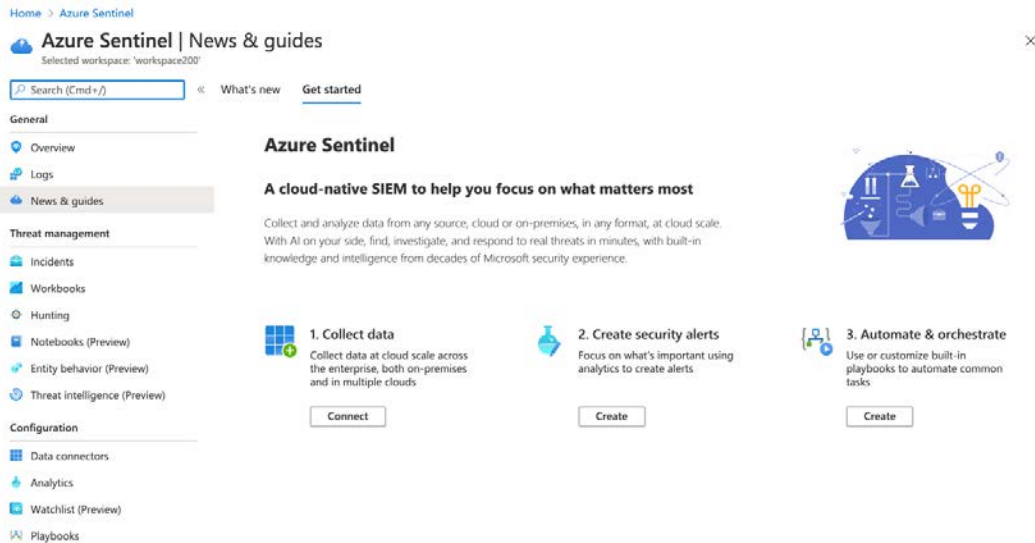 Home > Azure Sentinel
Azure Sentinel | News & guides
Selected workspace: 'workspace200'
Search (Cmd+/)
«
What's new
Get started
General
Overview
Logs
News & guides
Threat management
Incidents
Workbooks
Hunting
Notebooks (Preview)
Entity behavior (Preview)
Threat intelligence (Preview)
Configuration
Data connectors
Analytics
Watchlist (Preview)
Playbooks
Azure Sentinel
A cloud-native SIEM to help you focus on what matters most
Collect and analyze data from any source, cloud or on-premises, in any format, at cloud scale.
With AI on your side, find, investigate, and respond to real threats in minutes, with built-in
knowledge and intelligence from decades of Microsoft security experience.
1. Collect data
Collect data at cloud scale across
the enterprise, both on-premises
and in multiple clouds
Connect
2. Create security alerts
Focus on what's important using
analytics to create alerts
Create
3. Automate & orchestrate
Use or customize built-in
playbooks to automate common
tasks
Create